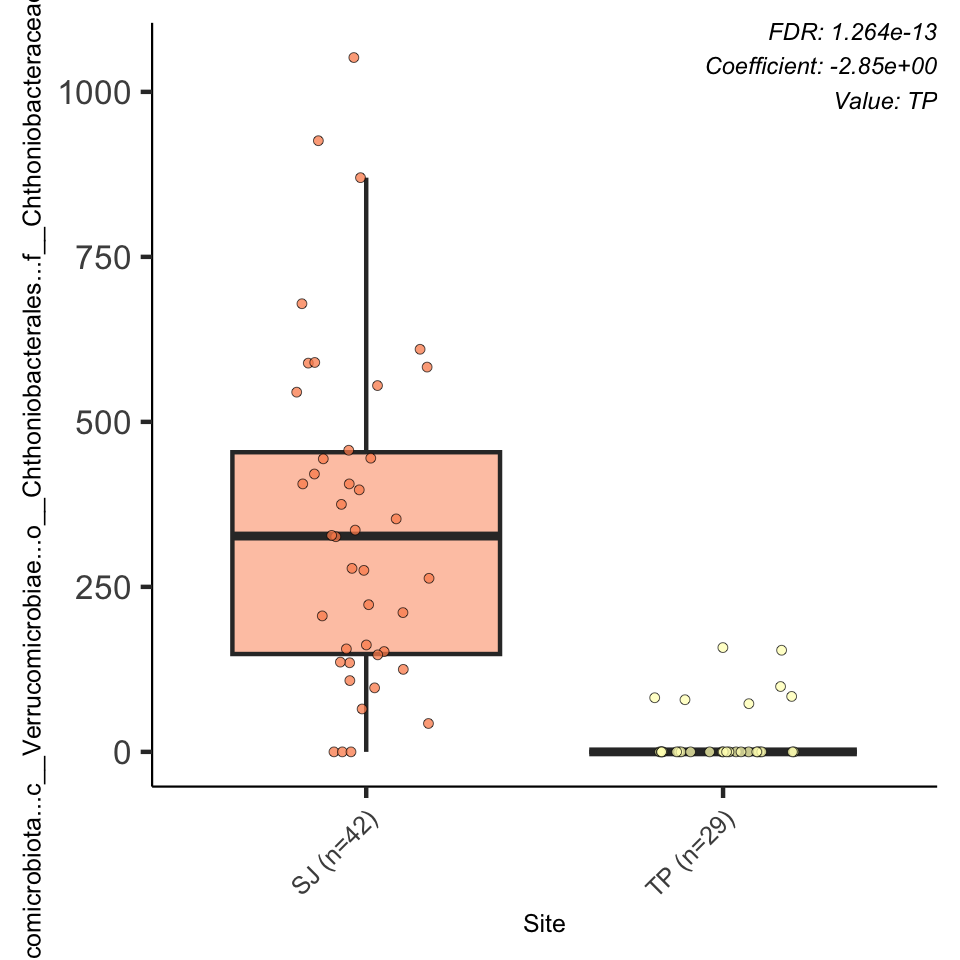 FDR: 1.264e-13
Coefficient: -2.85e+00
Value: TP
comicrobiota...c__Verrucomicrobiae...o__Chthoniobacterales...f__Chthoniobacteraceae
1000
750
500
250
0
SJ (n=42)
TP (n=29)
Site